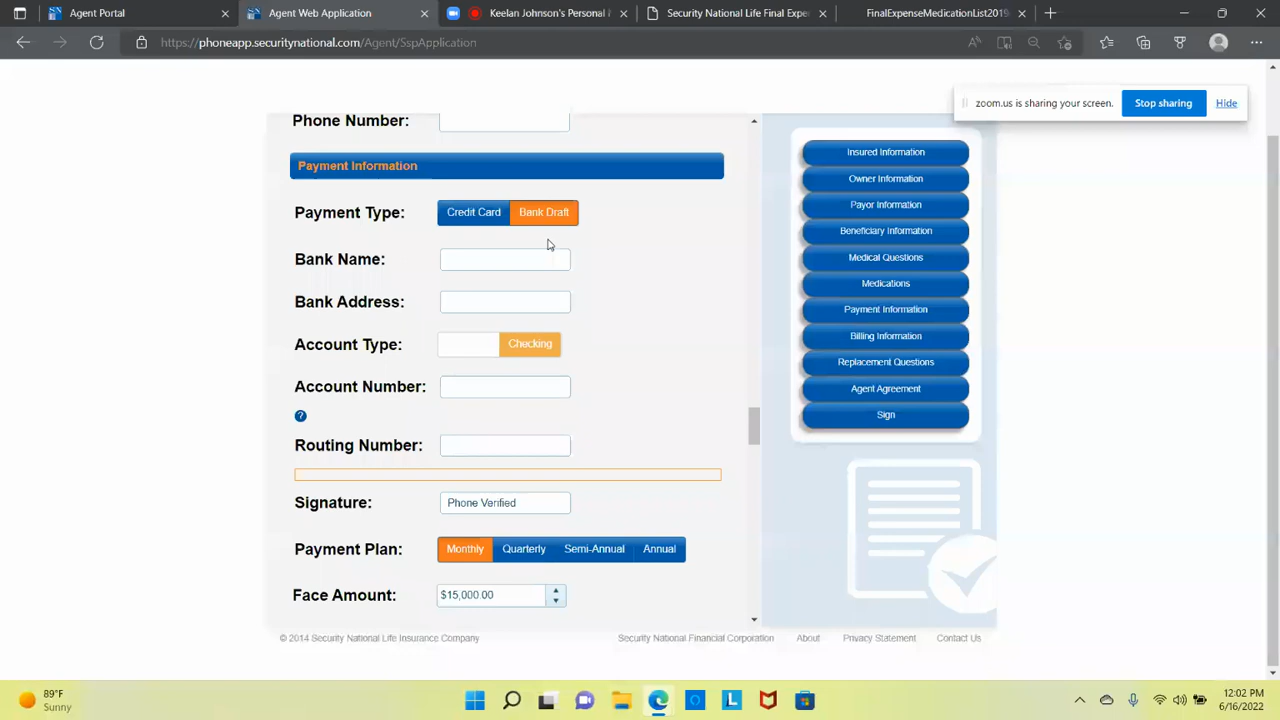 Agent Portal
Agent Web Portal
Keelan Johnson's Personal
Security National Life Final Expe
FinalExpenseMedicationList2019
https://phoneapp.securitynational.com/Agent/SspApplication
zoom.us is sharing your screen.
Stop sharing
Hide
Phone Number:
Payment Information
Payment Type:
Credit Card
Bank Draft
Bank Name:
Bank Address:
Account Type:
Checking
Account Number:
?
Routing Number:
Signature:
Phone Verified
Payment Plan:
Monthly
Quarterly
Semi-Annual
Annual
Face Amount:
$15,000.00
Insured Information
Owner Information
Payor Information
Beneficiary Information
Medical Questions
Medications
Payment Information
Billing Information
Replacement Questions
Agent Agreement
Sign
© 2014 Security National Life Insurance Company
Security National Financial Corporation
About
Privacy Statement
Contact Us
89°F
Sunny
12:02 PM
6/16/2022